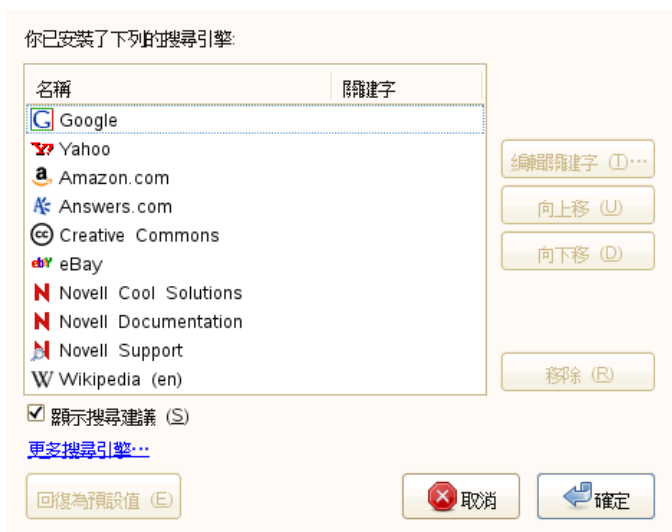 你已安裝了下列的搜尋引擎:
名稱 關鍵字
Google
Yahoo
Amazon.com
Answers.com
Creative Commons
eBay
Novell Cool Solutions
Novell Documentation
Novell Support
Wikipedia (en)
編輯關鍵字 (T)…
向上移 (U)
向下移 (D)
移除 (R)
顯示搜尋建議 (S)
更多搜尋引擎…
回復為預設值 (E)
取消
確定